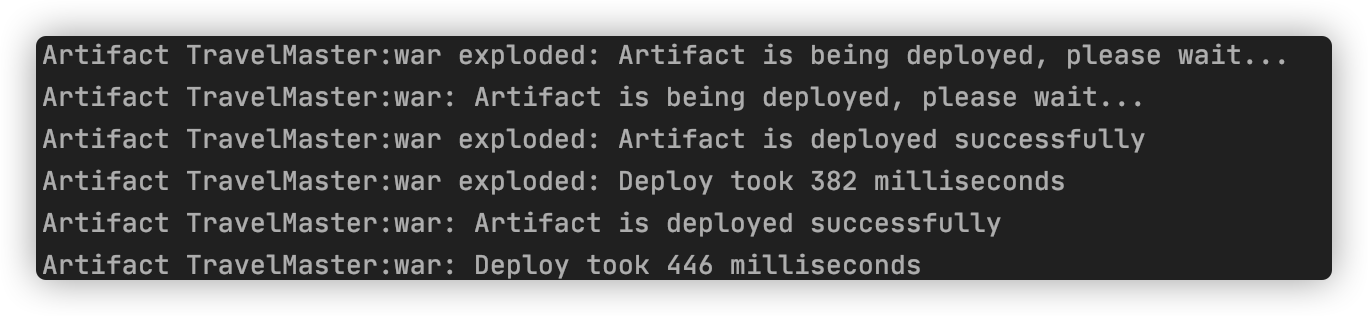 Artifact TravelMaster:war exploded: Artifact is being deployed, please wait...
Artifact TravelMaster:war: Artifact is being deployed, please wait...
Artifact TravelMaster:war exploded: Artifact is deployed successfully
Artifact TravelMaster:war exploded: Deploy took 382 milliseconds
Artifact TravelMaster:war: Artifact is deployed successfully
Artifact TravelMaster:war: Deploy took 446 milliseconds